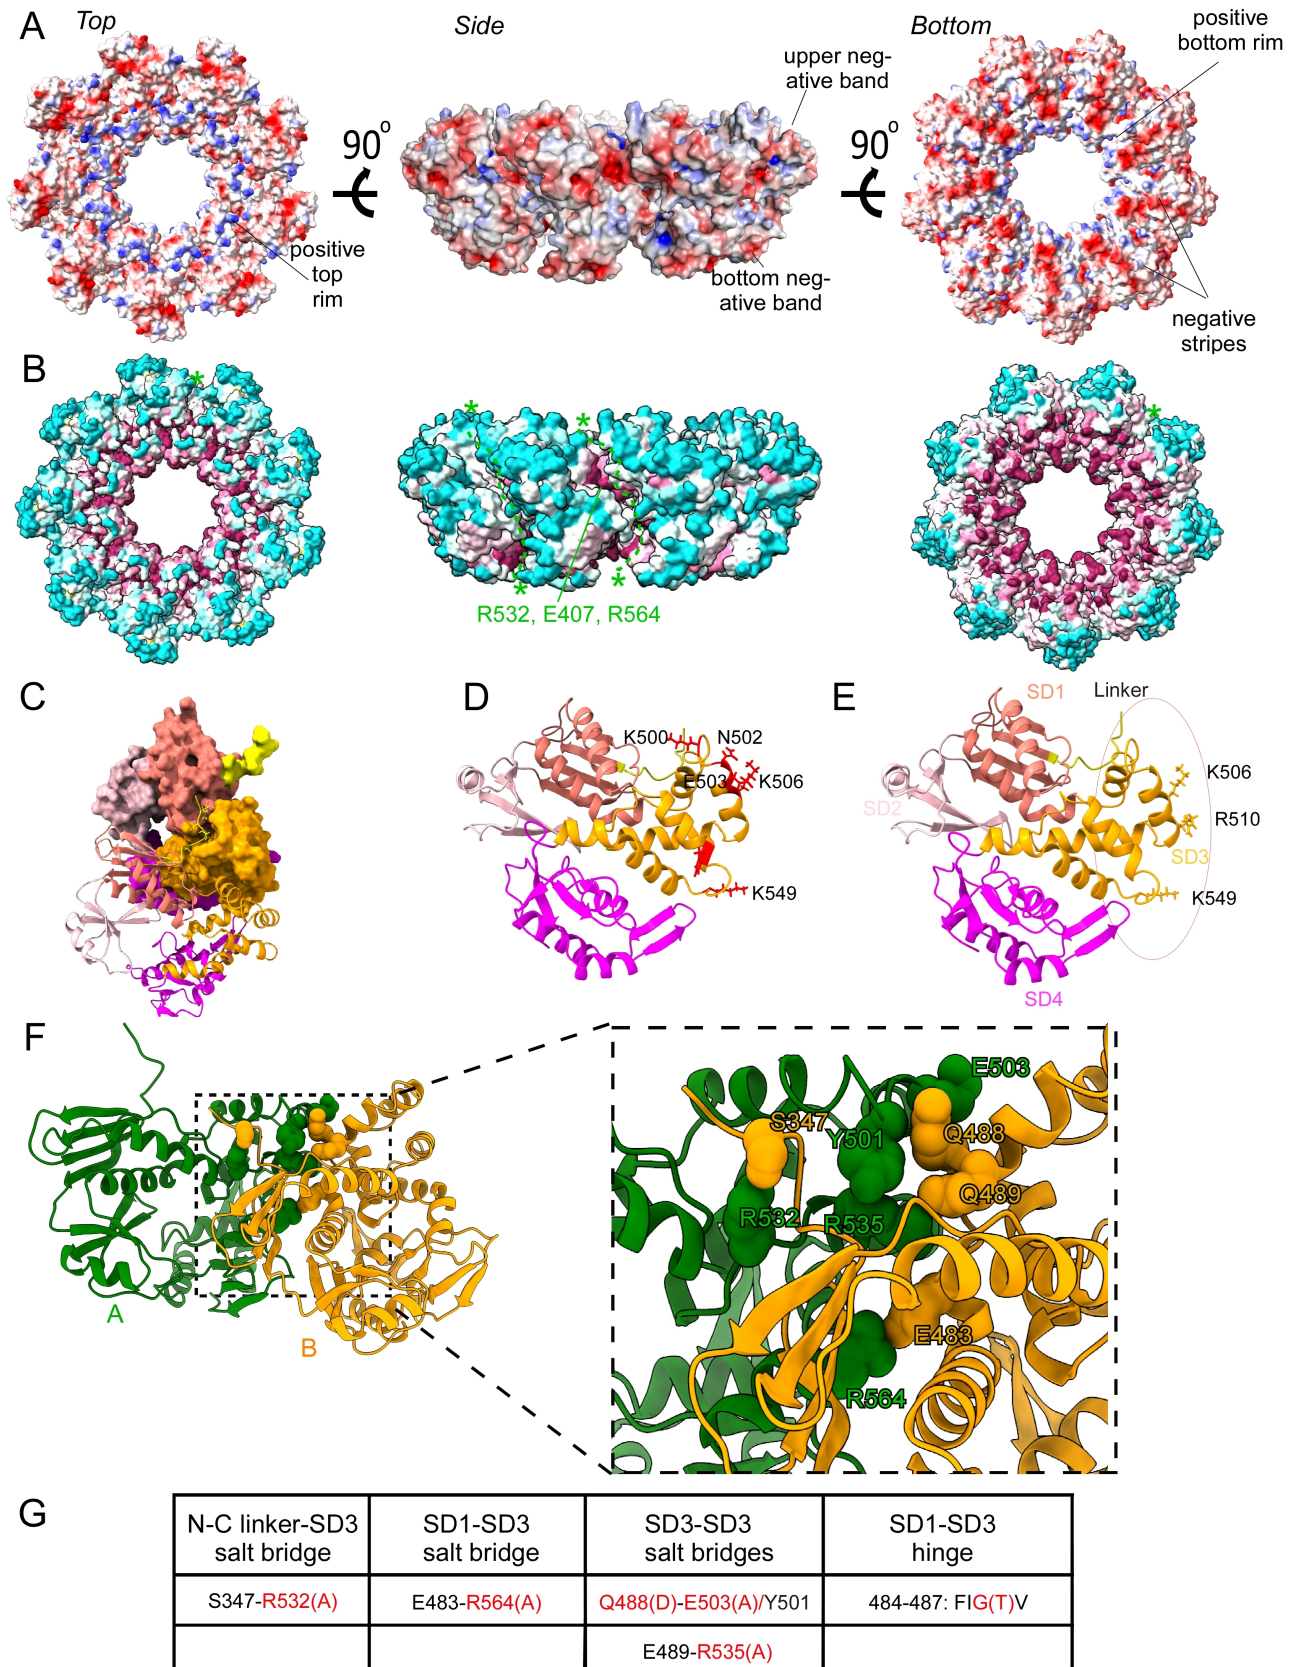 A
Top
Side
Bottom
positive
bottom rim
upper neg-
ative band
90°
90°
positive
top
rim
bottom neg-
ative band
negative
stripes
B
*
*
*
*
*
*
R532, E407, R564
C
D
K500
N502
E503
K506
K549
E
SD1
Linker
SD2
K506
R510
SD3
K549
SD4
F
A
B
E503
S347
Y501
Q488
Q489
R532
R535
E483
R564
G
N-C linker-SD3
salt bridge
SD1-SD3
salt bridge
SD3-SD3
salt bridges
SD1-SD3
hinge
S347-R532(A)
E483-R564(A)
Q488(D)-E503(A)/Y501
484-487: FIG(T)V
E489-R535(A)